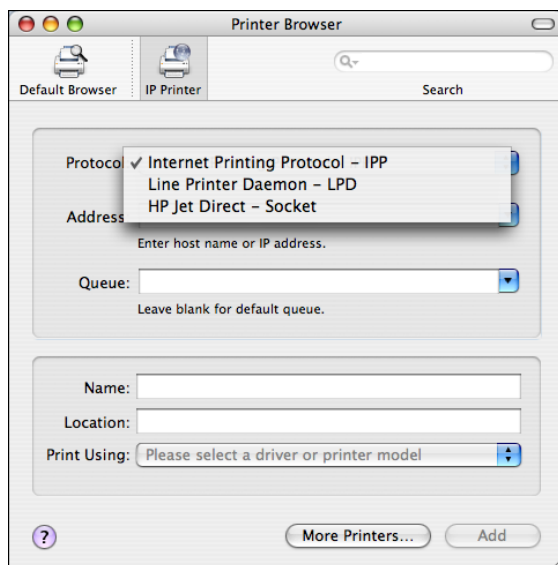 Printer Browser
Default Browser
IP Printer
Search
Protocol
✓ Internet Printing Protocol – IPP
Line Printer Daemon – LPD
HP Jet Direct – Socket
Address
Enter host name or IP address.
Queue:
Leave blank for default queue.
Name:
Location:
Print Using: Please select a driver or printer model
? More Printers... Add